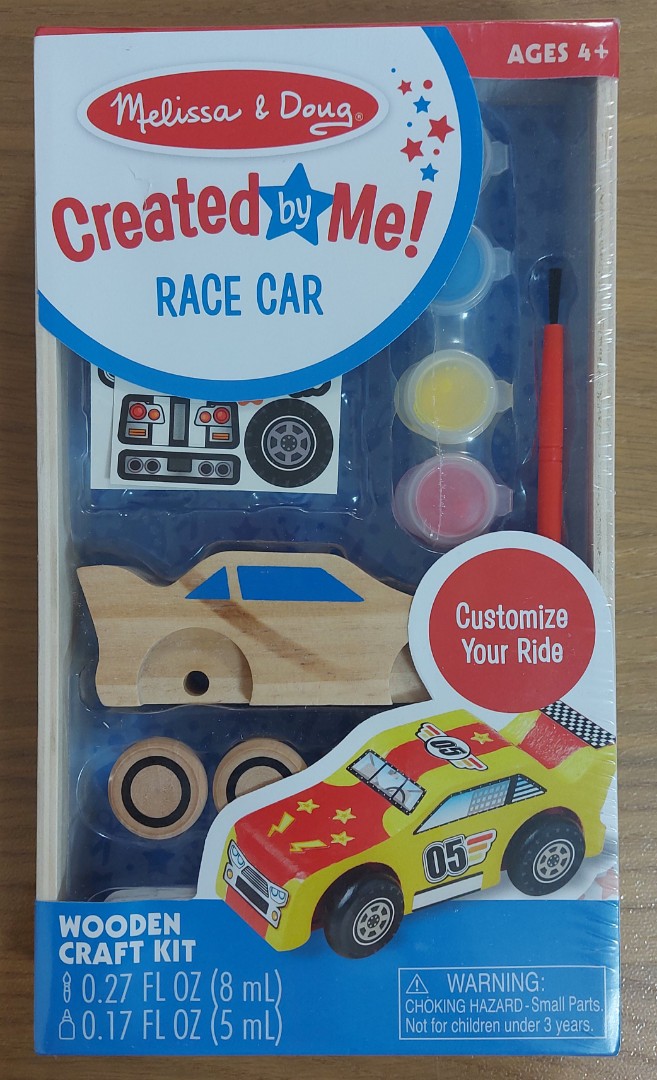 AGES 4+
Melissa & Doug®
Created by Me!
RACE CAR
Customize
Your Ride
05
05
WOODEN
CRAFT KIT
0.27 FL OZ (8 mL)
0.17 FL OZ (5 mL)
⚠ WARNING:
CHOKING HAZARD - Small Parts.
Not for children under 3 years.